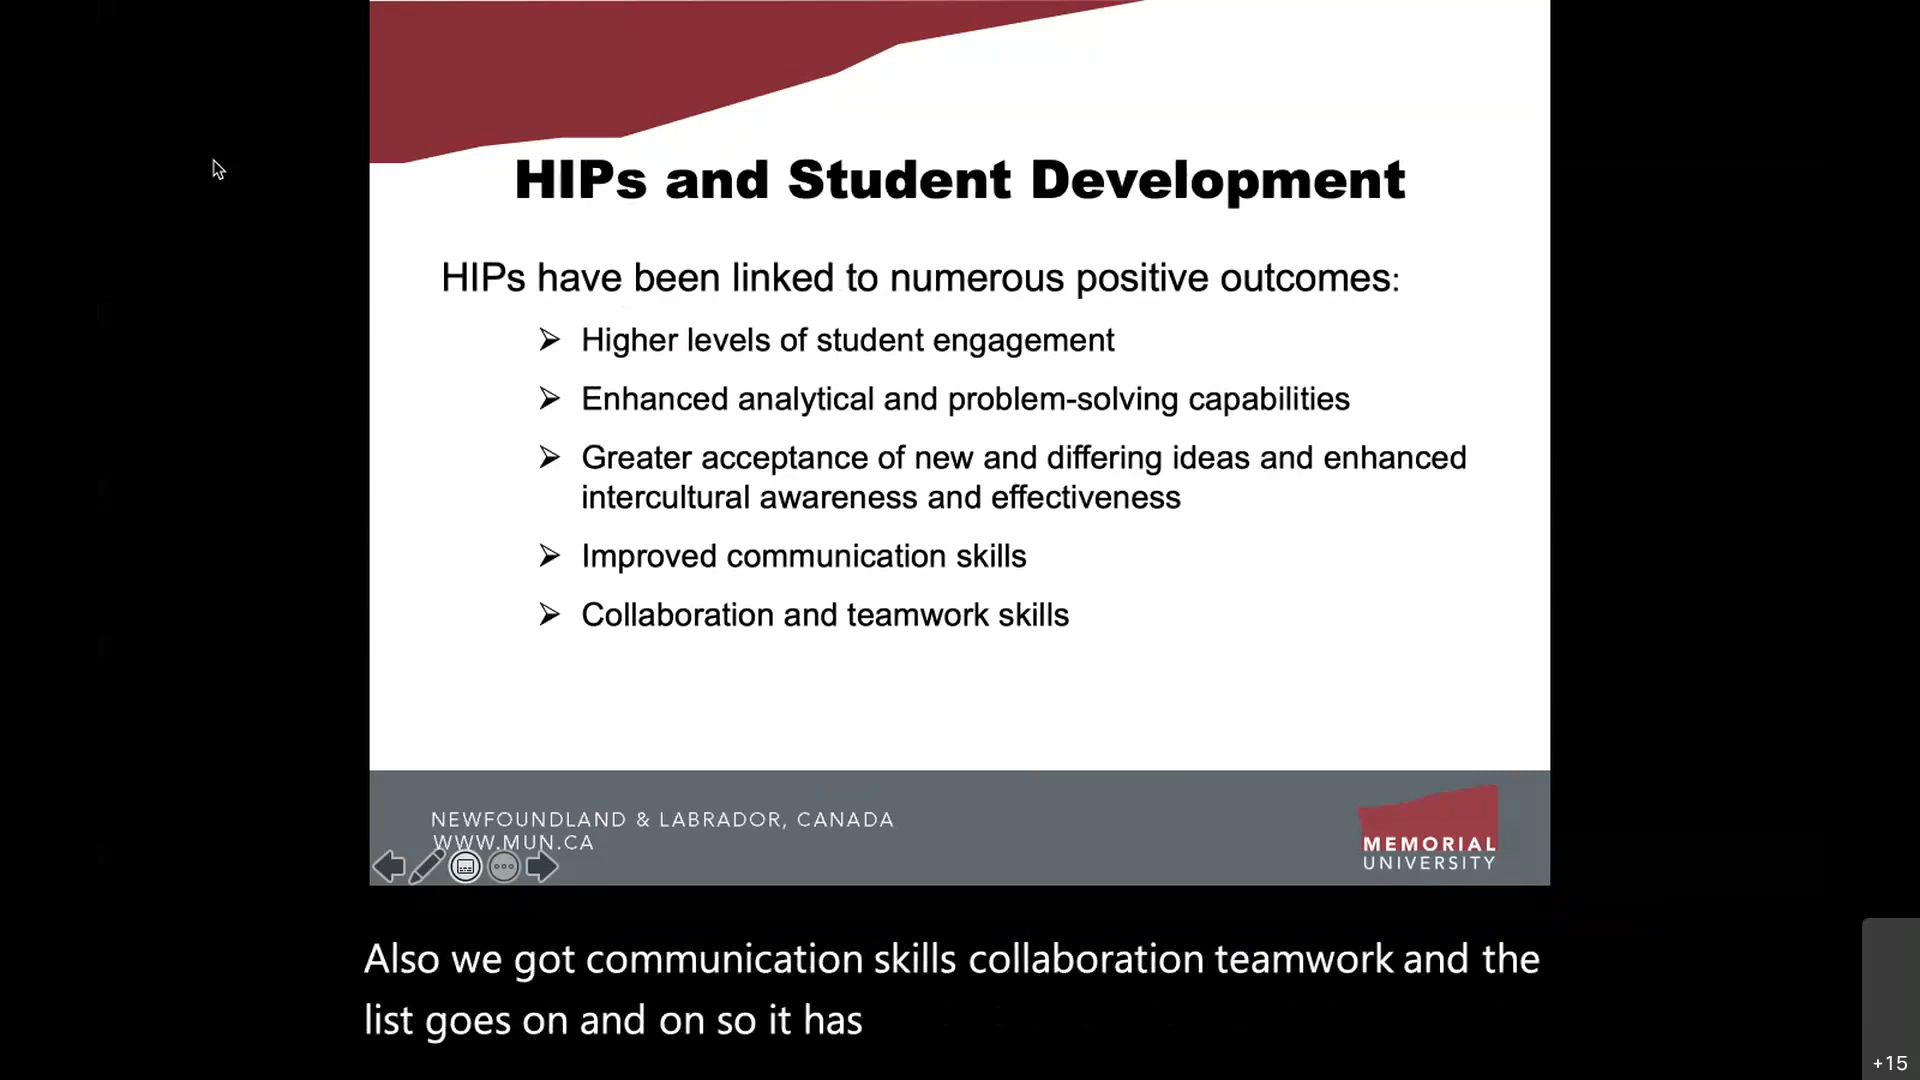 HIPs and Student Development
HIPs have been linked to numerous positive outcomes:
➢ Higher levels of student engagement
➢ Enhanced analytical and problem-solving capabilities
➢ Greater acceptance of new and differing ideas and enhanced
intercultural awareness and effectiveness
➢ Improved communication skills
➢ Collaboration and teamwork skills
NEWFOUNDLAND & LABRADOR, CANADA
WWW.MUN.CA
MEMORIAL
UNIVERSITY
Also we got communication skills collaboration teamwork and the
list goes on and on so it has
+15